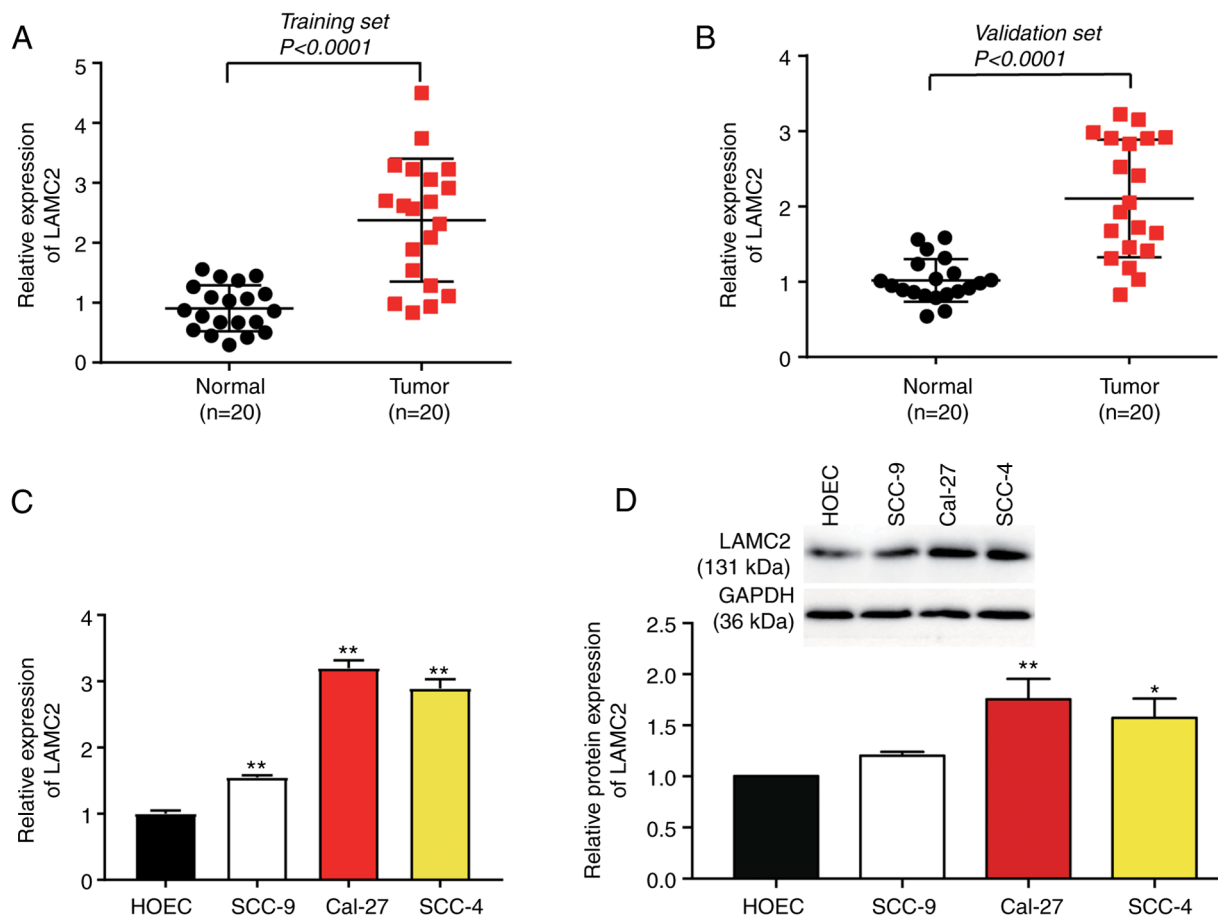 A
Training set
P<0.0001
Relative expression
of LAMC2
5
4
3
2
1
0
Normal
(n=20)
Tumor
(n=20)
B
Validation set
P<0.0001
Relative expression
of LAMC2
4
3
2
1
0
Normal
(n=20)
Tumor
(n=20)
C
Relative expression
of LAMC2
4
3
2
1
0
**
**
**
HOEC
SCC-9
Cal-27
SCC-4
D
HOEC
SCC-9
Cal-27
SCC-4
LAMC2
(131 kDa)
GAPDH
(36 kDa)
Relative protein expression
of LAMC2
2.5
2.0
1.5
1.0
0.5
0.0
**
*
HOEC
SCC-9
Cal-27
SCC-4